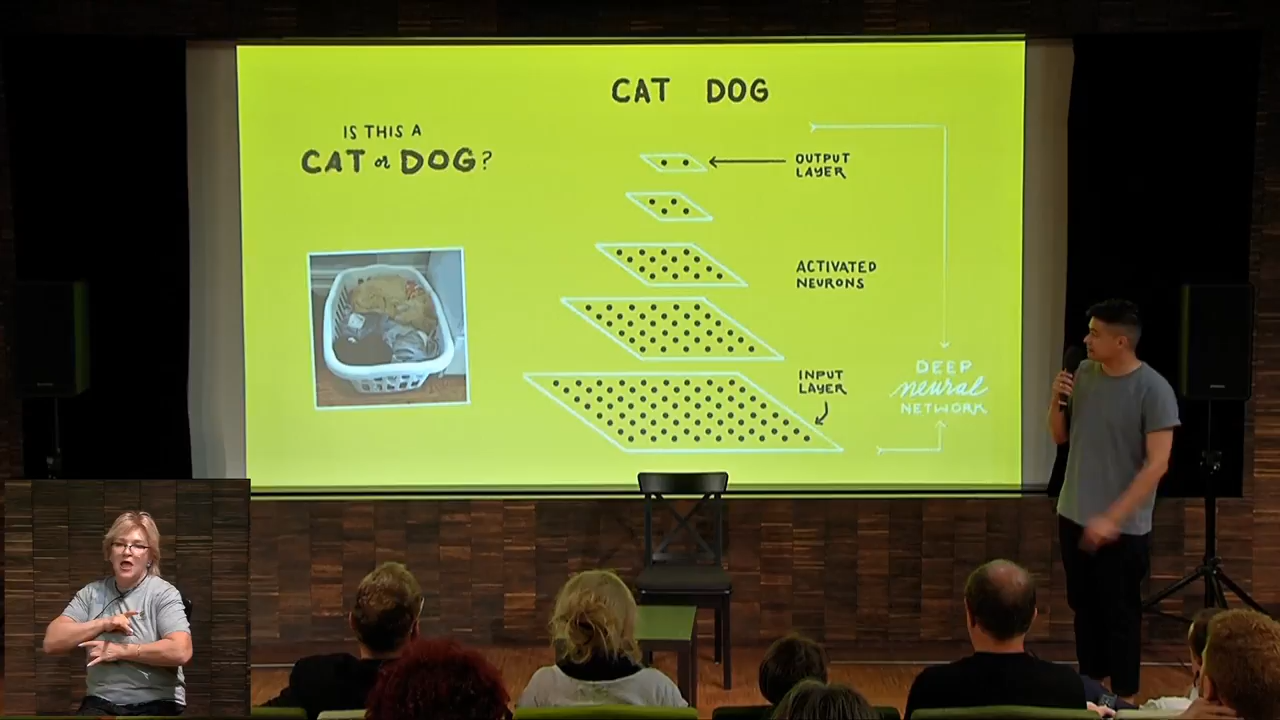 CAT DOG
IS THIS A
CAT or DOG?
OUTPUT
LAYER
ACTIVATED
NEURONS
INPUT
LAYER
DEEP
neural
NETWORK